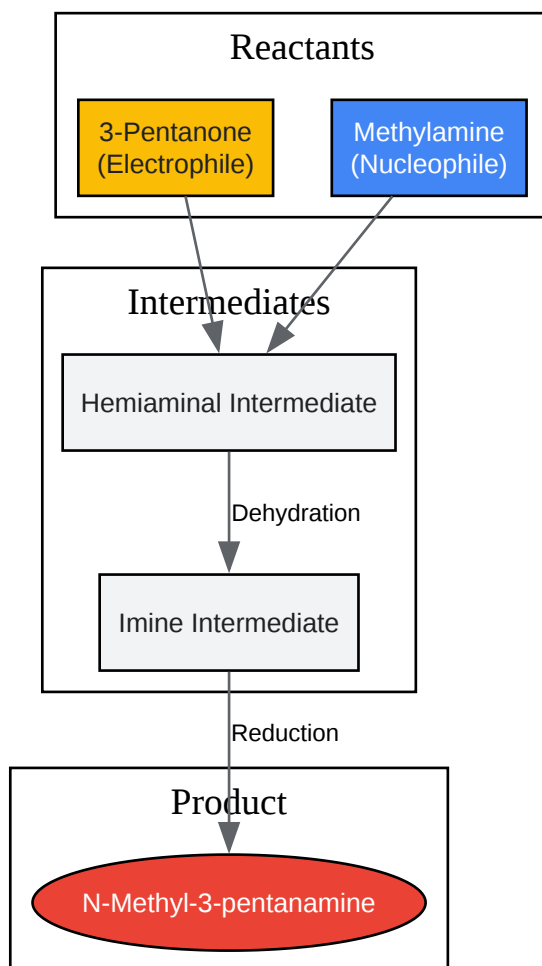 Reactants
3-Pentanone
(Electrophile)
Methylamine
(Nucleophile)
Intermediates
Hemiaminal Intermediate
Dehydration
Imine Intermediate
Reduction
Product
N-Methyl-3-pentanamine